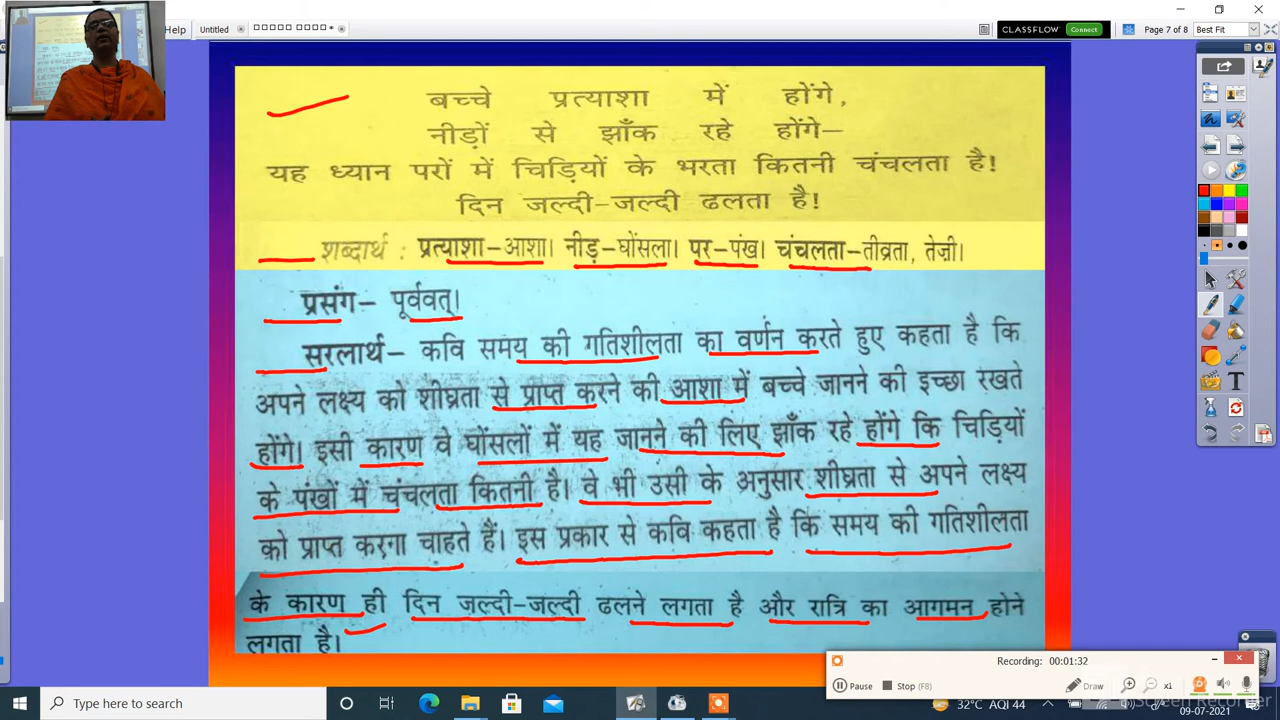 Help Untitled
CLASSFLOW Connect Page 7 of 8 Best Fit
बच्चे प्रत्याशा में होंगे,
नीड़ों से झाँक रहे होंगे–
यह ध्यान परों में चिड़ियों के भरता कितनी चंचलता है!
दिन जल्दी-जल्दी ढलता है!
शब्दार्थ : प्रत्याशा–आशा। नीड़–घोंसला। पर–पंख। चंचलता–तीव्रता, तेज़ी।
प्रसंग– पूर्ववत्।
सरलार्थ– कवि समय की गतिशीलता का वर्णन करते हुए कहता है कि
अपने लक्ष्य को शीघ्रता से प्राप्त करने की आशा में बच्चे जानने की इच्छा रखते
होंगे। इसी कारण वे घोंसलों में यह जानने की लिए झाँक रहे होंगे कि चिड़ियों
के पंखों में चंचलता कितनी है। वे भी उसी के अनुसार शीघ्रता से अपने लक्ष्य
को प्राप्त करगा चाहते हैं। इस प्रकार से कवि कहता है कि समय की गतिशीलता
के कारण ही दिन जल्दी-जल्दी ढलने लगता है और रात्रि का आगमन होने
लगता है।
Recording: 00:01:32
Pause Stop (F8) Draw x1
Type here to search
32°C AQI 44 09-07-2021